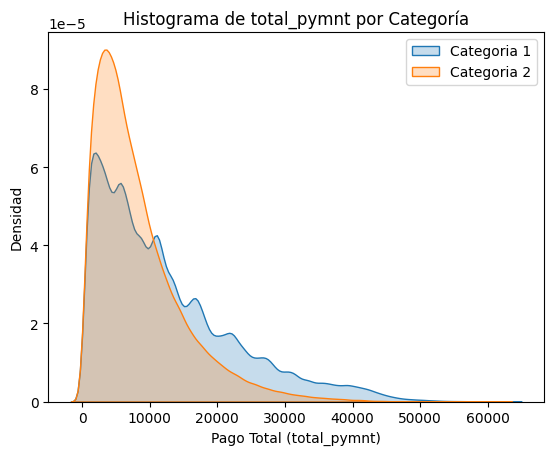 Histograma de total_pymnt por Categoría
1e−5
Categoria 1
Categoria 2
8
6
4
2
0
Densidad
0 10000 20000 30000 40000 50000 60000
Pago Total (total_pymnt)